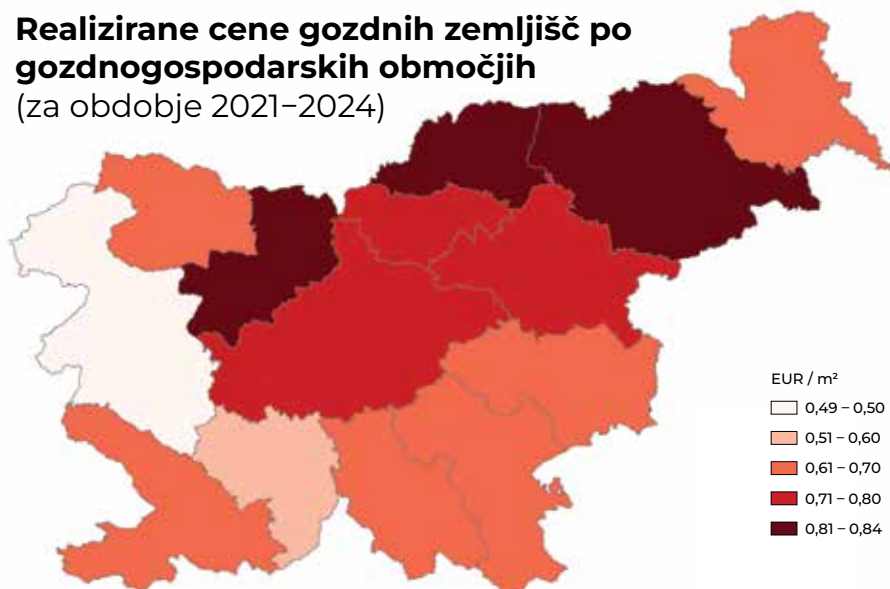 Realizirane cene gozdnih zemljišč po
gozdnogospodarskih območjih
(za obdobje 2021–2024)
EUR / m²
0,49 – 0,50
0,51 – 0,60
0,61 – 0,70
0,71 – 0,80
0,81 – 0,84